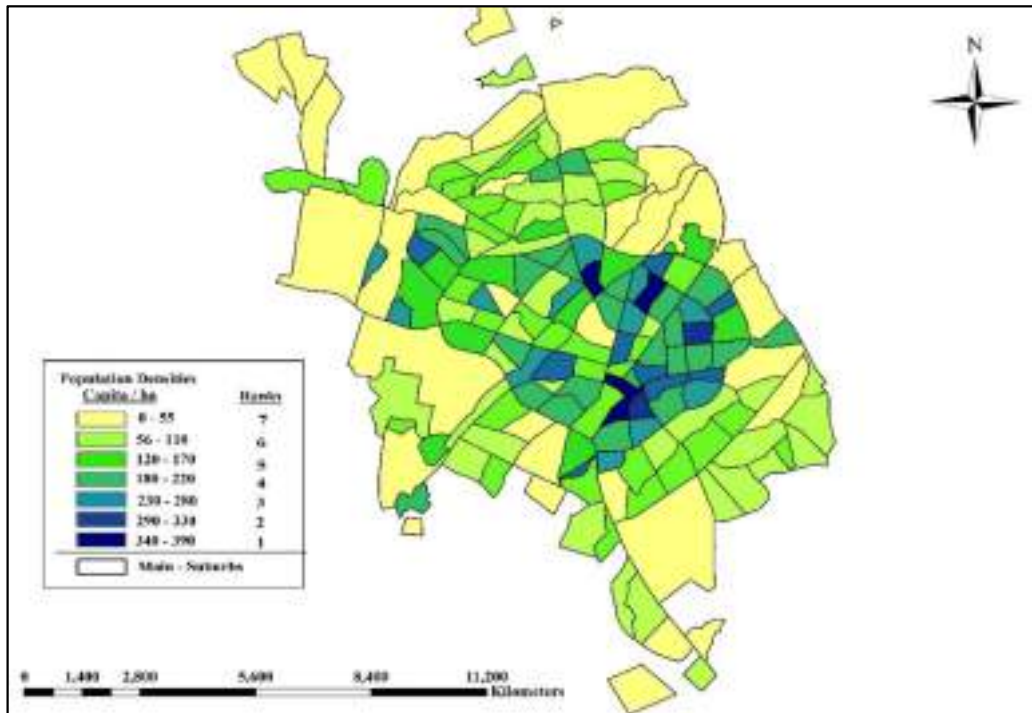 N
Population Densities
Capita / ha Ranks
0 - 55 7
56 - 110 6
120 - 170 5
180 - 220 4
230 - 280 3
290 - 330 2
340 - 390 1
Main - Suburbs
0 1,400 2,800 5,600 8,400 11,200
Kilometers